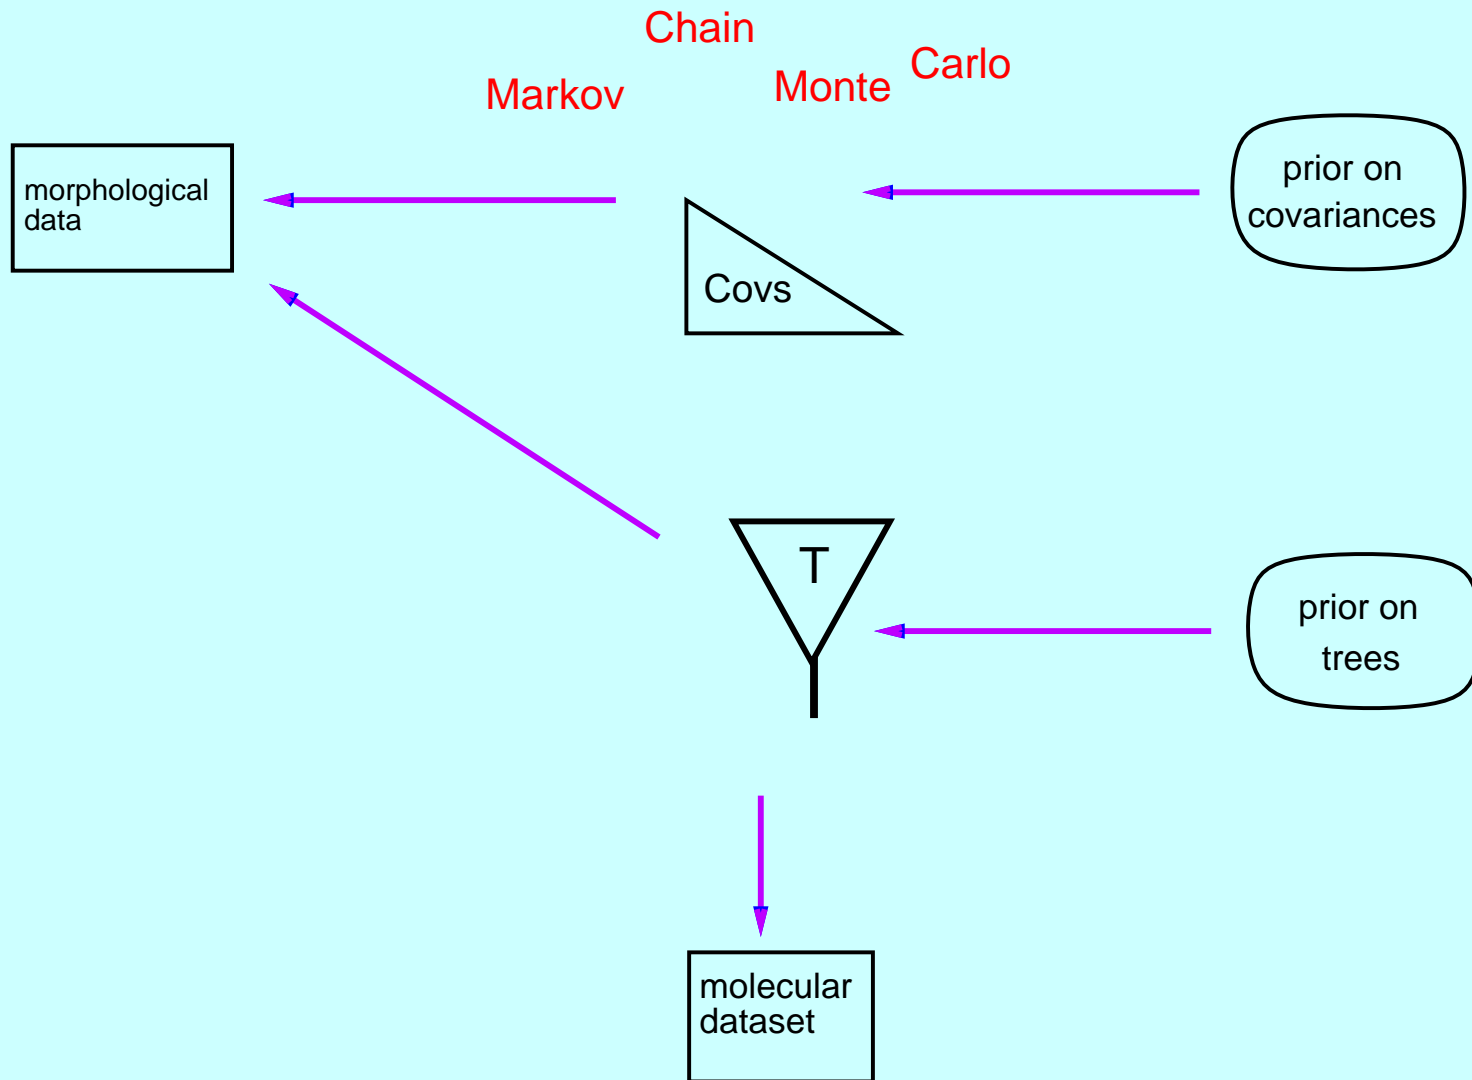 Markov
Chain
Monte
Carlo
morphological
data
Covs
prior on
covariances
T
prior on
trees
molecular
dataset